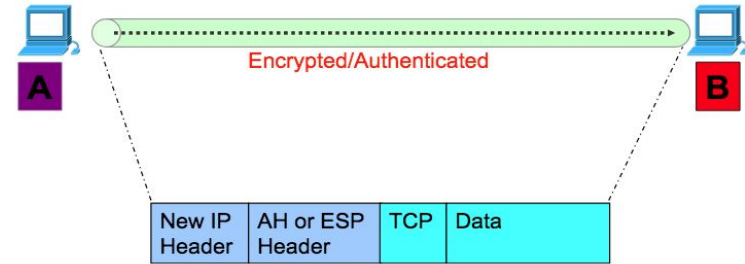 Encrypted/Authenticated
A
B
New IP
Header
AH or ESP
Header
TCP
Data